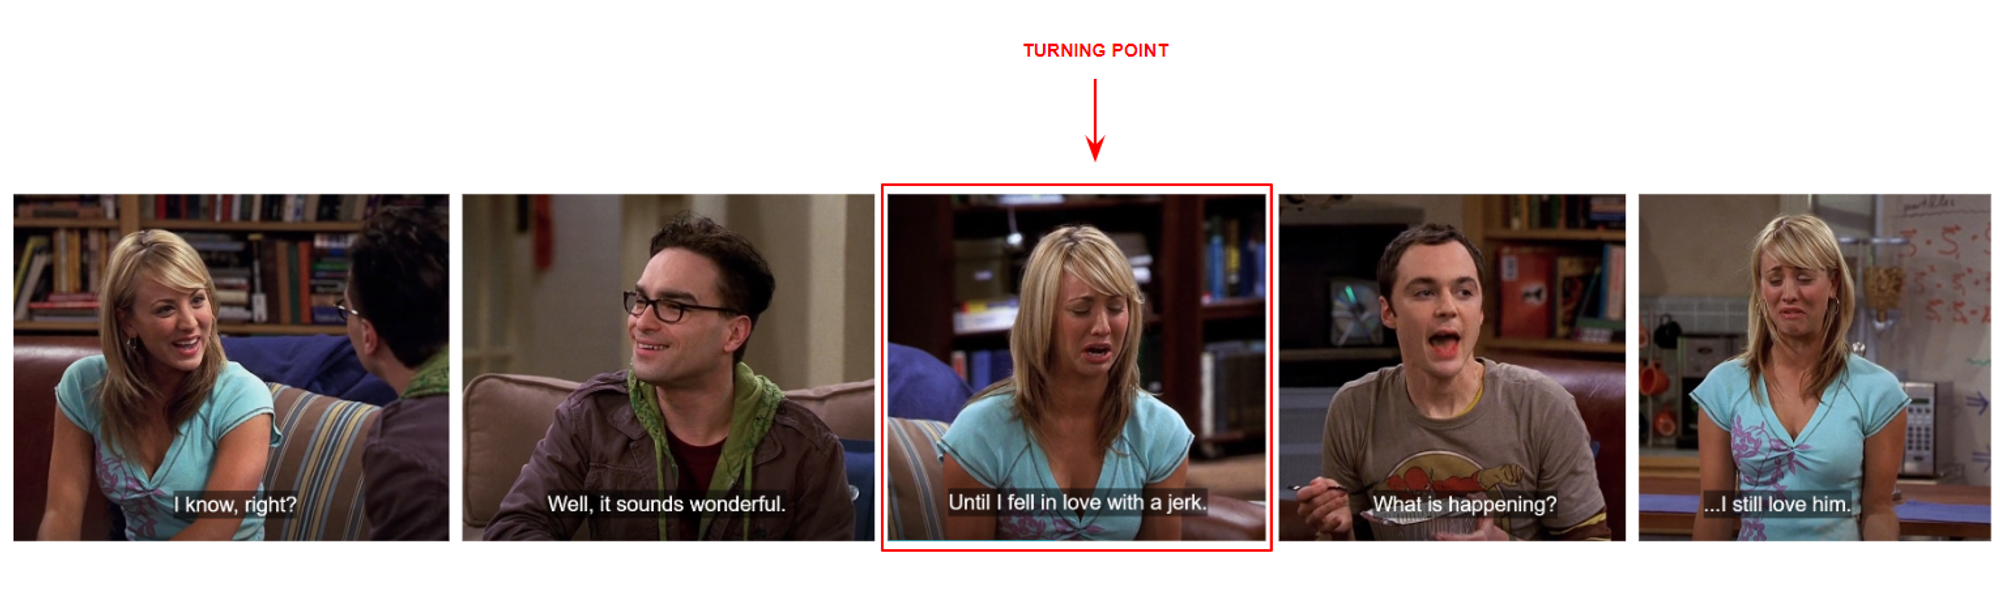 TURNING POINT
I know, right?
Well, it sounds wonderful.
Until I fell in love with a jerk.
What is happening?
...I still love him.